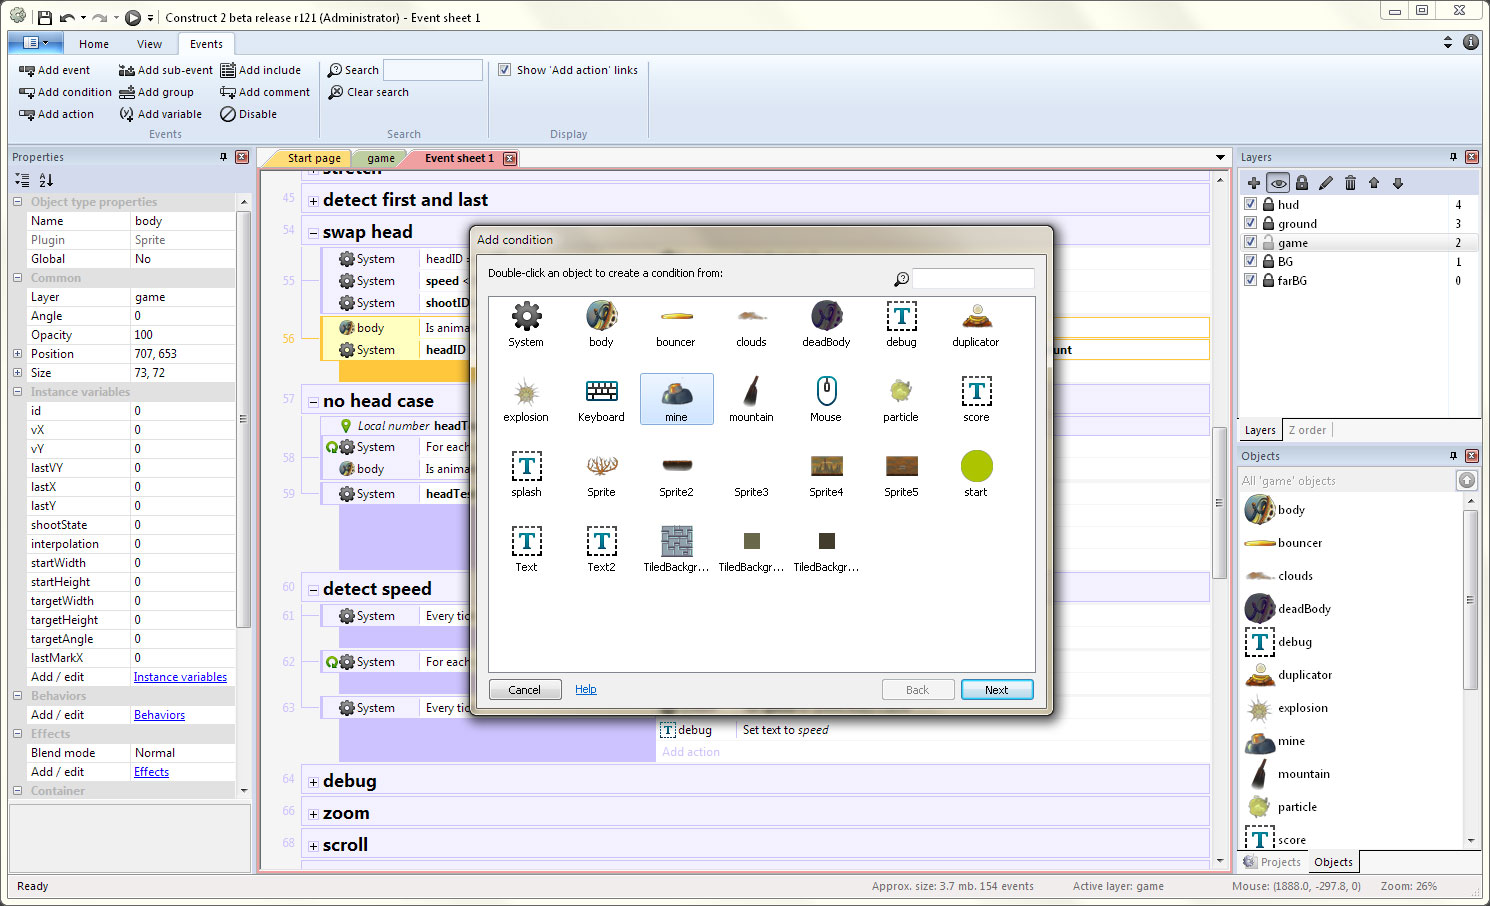 Construct 2 beta release r121 (Administrator) - Event sheet 1
Home View Events
Add event Add sub-event Add include
Add condition Add group Add comment
Add action Add variable Disable
Events
Search
Clear search
Search
Show 'Add action' links
Display
Properties
Object type properties
Name body
Plugin Sprite
Global No
Common
Layer game
Angle 0
Opacity 100
Position 707, 653
Size 73, 72
Instance variables
id 0
vX 0
vY 0
lastVY 0
lastX 0
lastY 0
shootState 0
interpolation 0
startWidth 0
startHeight 0
targetWidth 0
targetHeight 0
targetAngle 0
lastMarkX 0
Add / edit Instance variables
Behaviors
Add / edit Behaviors
Effects
Blend mode Normal
Add / edit Effects
Container
Start page game Event sheet 1
stretch
45 detect first and last
54 swap head
System headID =
55 System speed <
System shootID
56 body Is anima
System headID
unt
57 no head case
Local number headT
58 System For each
body Is anima
59 System headTes
60 detect speed
61 System Every tic
62 System For each
63 System Every tic
debug Set text to speed
Add action
64 debug
66 zoom
68 scroll
Add condition
Double-click an object to create a condition from:
System body bouncer clouds deadBody debug duplicator
explosion Keyboard mine mountain Mouse particle score
splash Sprite Sprite2 Sprite3 Sprite4 Sprite5 start
Text Text2 TiledBackgr... TiledBackgr... TiledBackgr...
Cancel Help Back Next
Layers
hud 4
ground 3
game 2
BG 1
farBG 0
Layers Z order
Objects
All 'game' objects
body
bouncer
clouds
deadBody
debug
duplicator
explosion
mine
mountain
particle
score
Projects Objects
Ready Approx. size: 3.7 mb. 154 events Active layer: game Mouse: (1888.0, -297.8, 0) Zoom: 26%